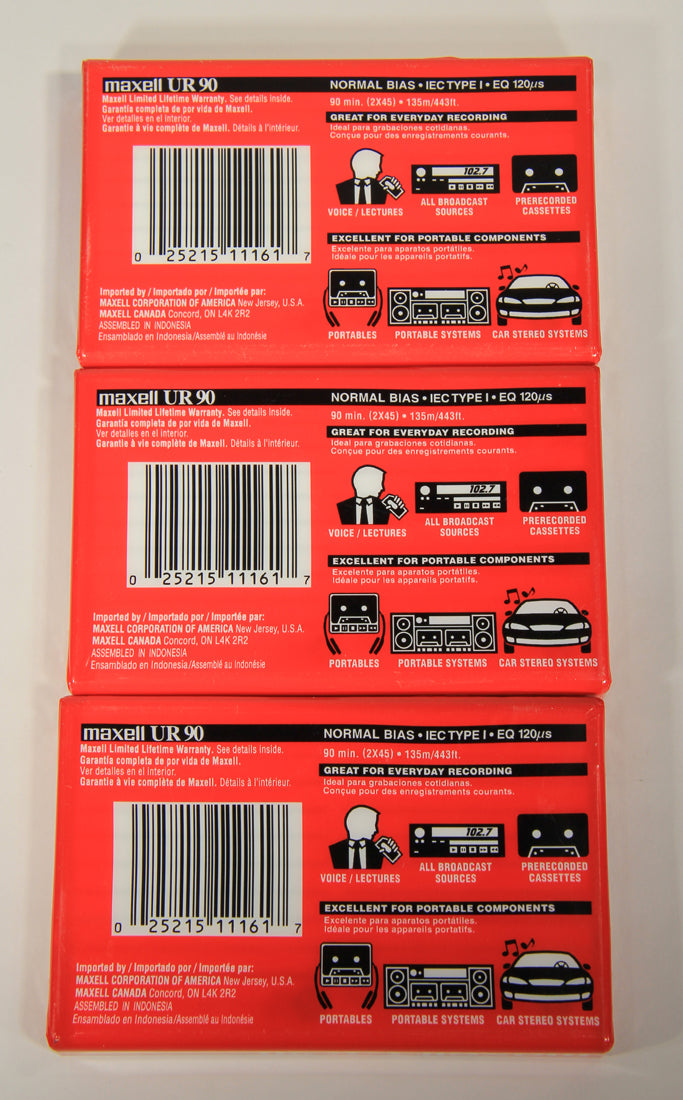 maxell UR 90
Maxell Limited Lifetime Warranty. See details inside.
Garantía completa de por vida de Maxell.
Ver detalles en el interior.
Garantie à vie complète de Maxell. Détails à l'intérieur.
0 25215 11161 7
Imported by / Importado por / Importée par:
MAXELL CORPORATION OF AMERICA New Jersey, U.S.A.
MAXELL CANADA Concord, ON L4K 2R2
ASSEMBLED IN INDONESIA
Ensamblado en Indonesia/Assemblé au Indonésie
NORMAL BIAS • IEC TYPE I • EQ 120µs
90 min. (2X45) • 135m/443ft.
GREAT FOR EVERYDAY RECORDING
Ideal para grabaciones cotidianas.
Conçue pour des enregistrements courants.
102.7
VOICE / LECTURES
ALL BROADCAST
SOURCES
PRERECORDED
CASSETTES
EXCELLENT FOR PORTABLE COMPONENTS
Excelente para aparatos portátiles.
Idéale pour les appareils portatifs.
PORTABLES
PORTABLE SYSTEMS
CAR STEREO SYSTEMS
maxell UR 90
Maxell Limited Lifetime Warranty. See details inside.
Garantía completa de por vida de Maxell.
Ver detalles en el interior.
Garantie à vie complète de Maxell. Détails à l'intérieur.
0 25215 11161 7
Imported by / Importado por / Importée par:
MAXELL CORPORATION OF AMERICA New Jersey, U.S.A.
MAXELL CANADA Concord, ON L4K 2R2
ASSEMBLED IN INDONESIA
Ensamblado en Indonesia/Assemblé au Indonésie
NORMAL BIAS • IEC TYPE I • EQ 120µs
90 min. (2X45) • 135m/443ft.
GREAT FOR EVERYDAY RECORDING
Ideal para grabaciones cotidianas.
Conçue pour des enregistrements courants.
102.7
VOICE / LECTURES
ALL BROADCAST
SOURCES
PRERECORDED
CASSETTES
EXCELLENT FOR PORTABLE COMPONENTS
Excelente para aparatos portátiles.
Idéale pour les appareils portatifs.
PORTABLES
PORTABLE SYSTEMS
CAR STEREO SYSTEMS
maxell UR 90
Maxell Limited Lifetime Warranty. See details inside.
Garantía completa de por vida de Maxell.
Ver detalles en el interior.
Garantie à vie complète de Maxell. Détails à l'intérieur.
0 25215 11161 7
Imported by / Importado por / Importée par:
MAXELL CORPORATION OF AMERICA New Jersey, U.S.A.
MAXELL CANADA Concord, ON L4K 2R2
ASSEMBLED IN INDONESIA
Ensamblado en Indonesia/Assemblé au Indonésie
NORMAL BIAS • IEC TYPE I • EQ 120µs
90 min. (2X45) • 135m/443ft.
GREAT FOR EVERYDAY RECORDING
Ideal para grabaciones cotidianas.
Conçue pour des enregistrements courants.
102.7
VOICE / LECTURES
ALL BROADCAST
SOURCES
PRERECORDED
CASSETTES
EXCELLENT FOR PORTABLE COMPONENTS
Excelente para aparatos portátiles.
Idéale pour les appareils portatifs.
PORTABLES
PORTABLE SYSTEMS
CAR STEREO SYSTEMS